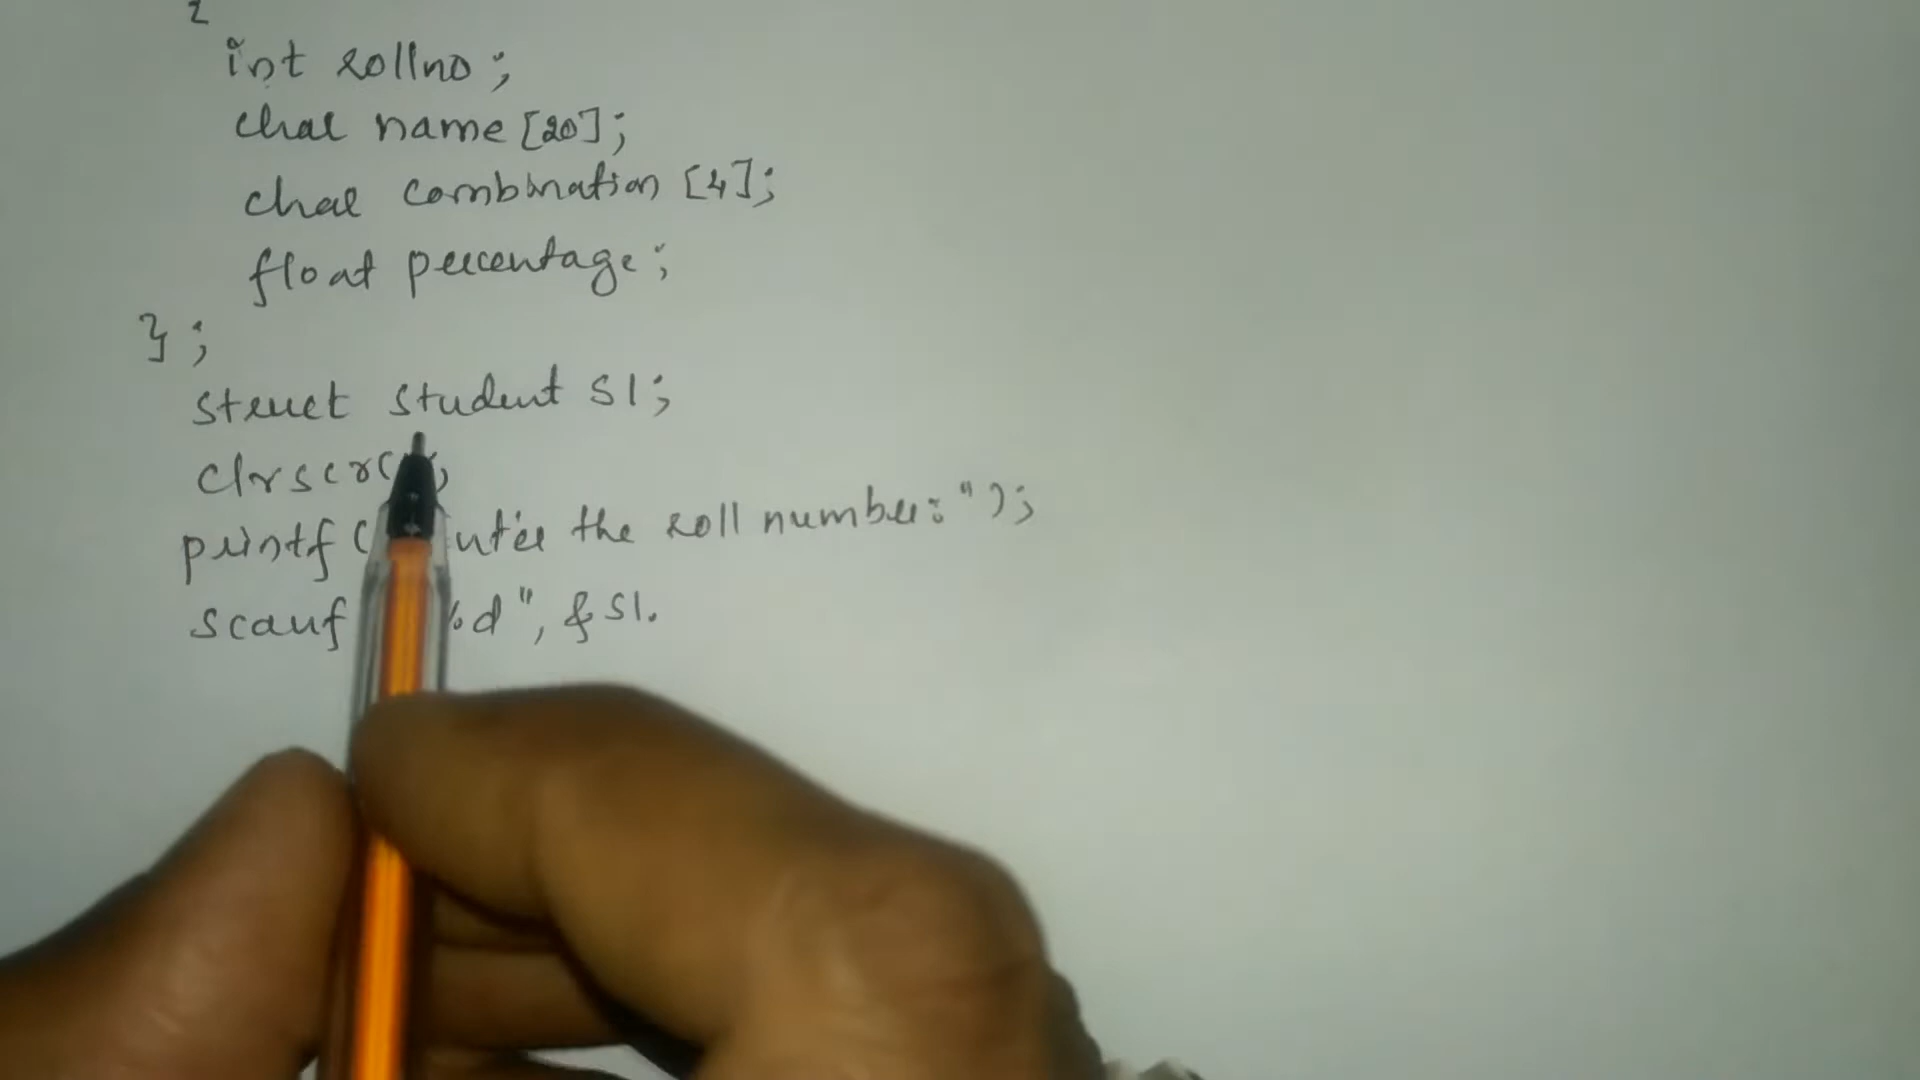 {
int rollno;
char name[20];
char combination[4];
float percentage;
};
struct student s1;
clrscr(
printf( the roll number: ");
scanf %d", &s1.